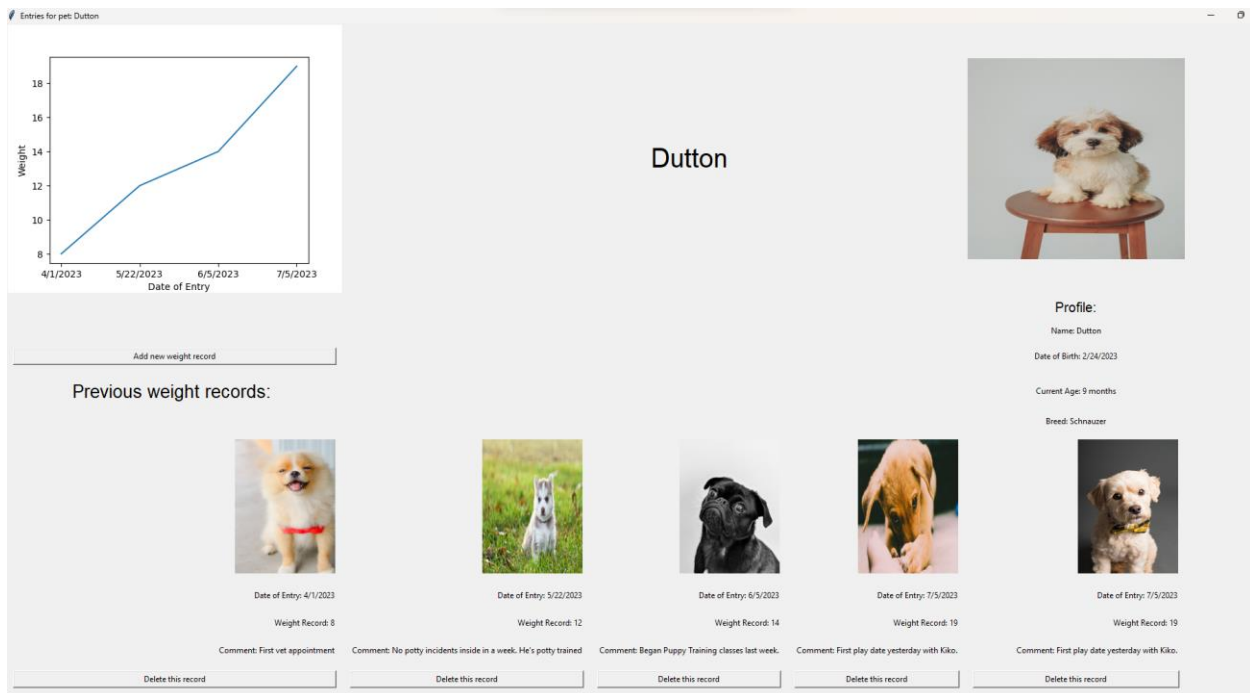 Entries for pet: Dutton
18
16
14
12
10
8
Weight
4/1/2023 5/22/2023 6/5/2023 7/5/2023
Date of Entry
Dutton
Profile:
Name: Dutton
Date of Birth: 2/24/2023
Current Age: 9 months
Breed: Schnauzer
Add new weight record
Previous weight records:
Date of Entry: 4/1/2023 Date of Entry: 5/22/2023 Date of Entry: 6/5/2023 Date of Entry: 7/5/2023 Date of Entry: 7/5/2023
Weight Record: 8 Weight Record: 12 Weight Record: 14 Weight Record: 19 Weight Record: 19
Comment: First vet appointment Comment: No potty incidents inside in a week. He's potty trained Comment: Began Puppy Training classes last week. Comment: First play date yesterday with Kiko. Comment: First play date yesterday with Kiko.
Delete this record Delete this record Delete this record Delete this record Delete this record